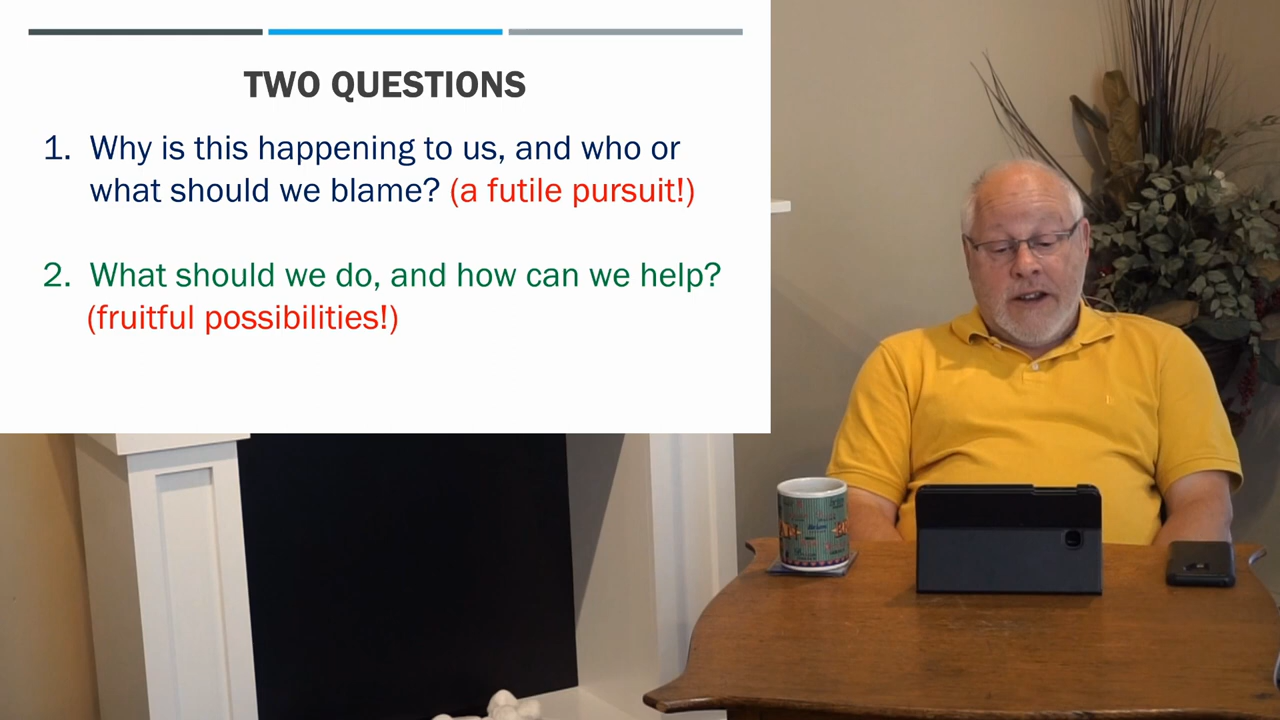 TWO QUESTIONS
1. Why is this happening to us, and who or
what should we blame? (a futile pursuit!)
2. What should we do, and how can we help?
(fruitful possibilities!)